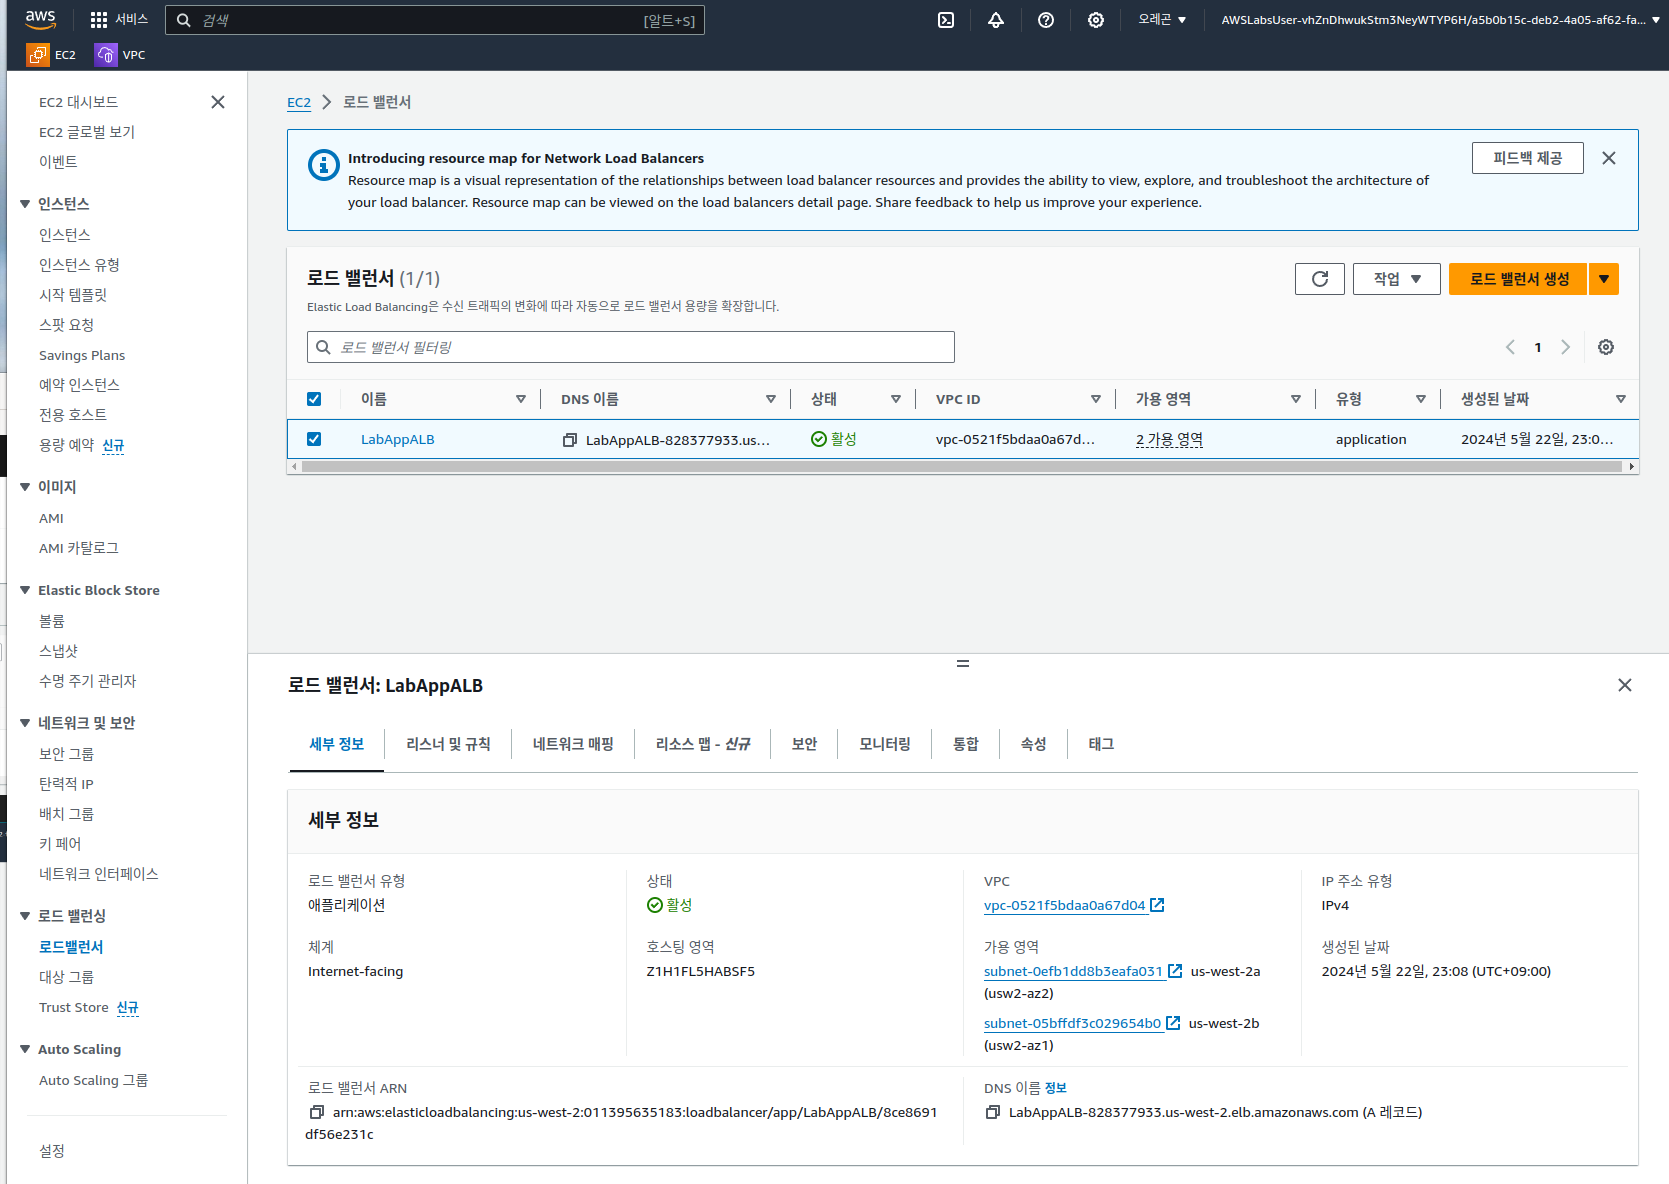 aws
서비스
검색
[알트+S]
오레곤
AWSLabsUser-vhZnDhwukStm3NeyWTYP6H/a5b0b15c-deb2-4a05-af62-fa...
EC2
VPC
EC2 대시보드
EC2 글로벌 보기
이벤트
인스턴스
인스턴스
인스턴스 유형
시작 템플릿
스팟 요청
Savings Plans
예약 인스턴스
전용 호스트
용량 예약 신규
이미지
AMI
AMI 카탈로그
Elastic Block Store
볼륨
스냅샷
수명 주기 관리자
네트워크 및 보안
보안 그룹
탄력적 IP
배치 그룹
키 페어
네트워크 인터페이스
로드 밸런싱
로드밸런서
대상 그룹
Trust Store 신규
Auto Scaling
Auto Scaling 그룹
설정
EC2 로드 밸런서
Introducing resource map for Network Load Balancers
Resource map is a visual representation of the relationships between load balancer resources and provides the ability to view, explore, and troubleshoot the architecture of
your load balancer. Resource map can be viewed on the load balancers detail page. Share feedback to help us improve your experience.
피드백 제공
로드 밸런서 (1/1)
Elastic Load Balancing은 수신 트래픽의 변화에 따라 자동으로 로드 밸런서 용량을 확장합니다.
작업
로드 밸런서 생성
로드 밸런서 필터링
1
이름 DNS 이름 상태 VPC ID 가용 영역 유형 생성된 날짜
LabAppALB LabAppALB-828377933.us... 활성 vpc-0521f5bdaa0a67d... 2 가용 영역 application 2024년 5월 22일, 23:0...
로드 밸런서: LabAppALB
세부 정보 리스너 및 규칙 네트워크 매핑 리소스 맵 - 신규 보안 모니터링 통합 속성 태그
세부 정보
로드 밸런서 유형
애플리케이션
상태
활성
VPC
vpc-0521f5bdaa0a67d04
IP 주소 유형
IPv4
체계
Internet-facing
호스팅 영역
Z1H1FL5HABSF5
가용 영역
subnet-0efb1dd8b3eafa031 us-west-2a
(usw2-az2)
subnet-05bffdf3c029654b0 us-west-2b
(usw2-az1)
생성된 날짜
2024년 5월 22일, 23:08 (UTC+09:00)
로드 밸런서 ARN
arn:aws:elasticloadbalancing:us-west-2:011395635183:loadbalancer/app/LabAppALB/8ce8691
df56e231c
DNS 이름 정보
LabAppALB-828377933.us-west-2.elb.amazonaws.com (A 레코드)